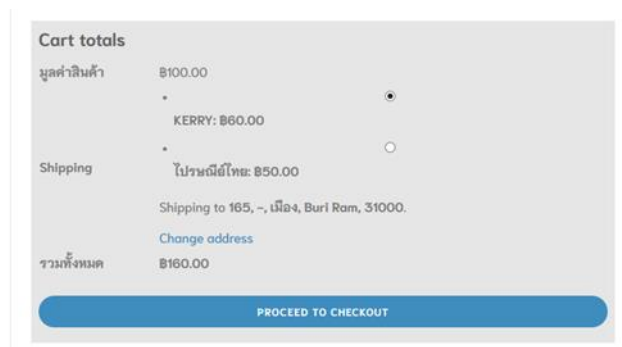 Cart totals
มูลค่าสินค้า ฿100.00
KERRY: ฿60.00
Shipping ไปรษณีย์ไทย: ฿50.00
Shipping to 165, -, เมือง, Buri Ram, 31000.
Change address
รวมทั้งหมด ฿160.00
PROCEED TO CHECKOUT